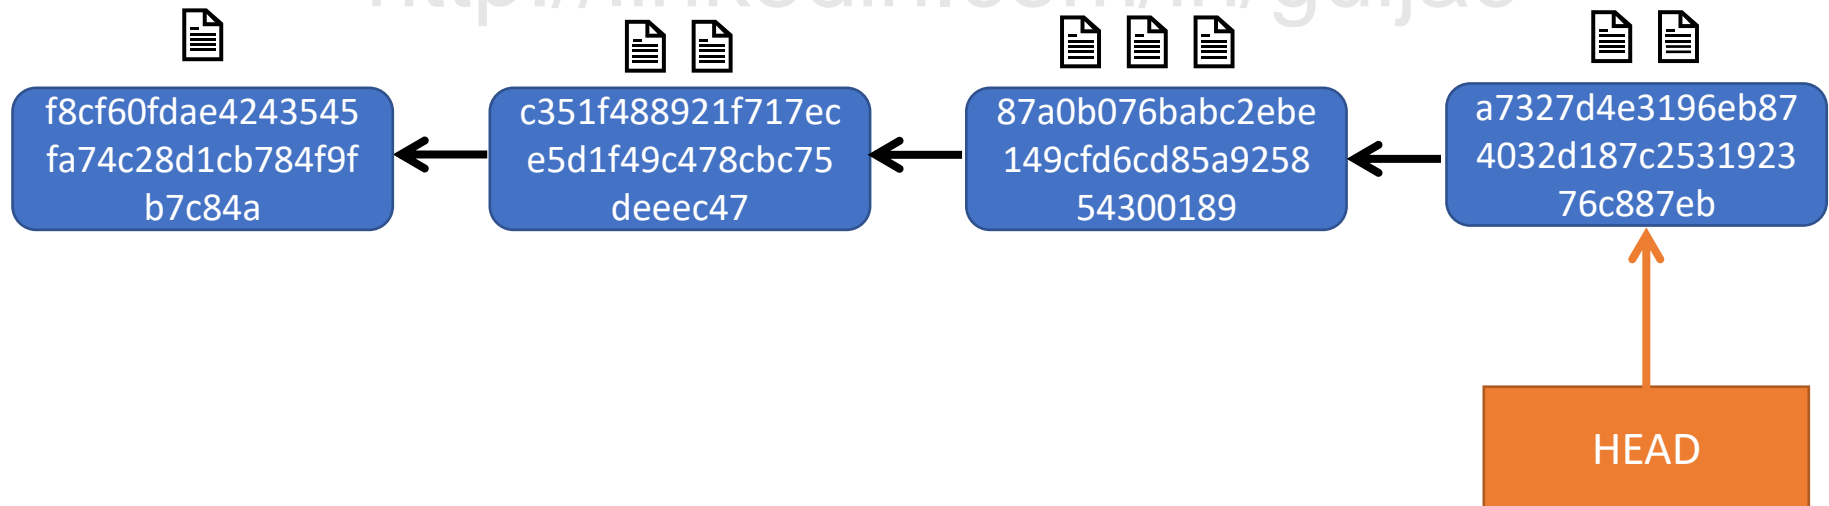 f8cf60fdae4243545
fa74c28d1cb784f9f
b7c84a
c351f488921f717ec
e5d1f49c478cbc75
deeec47
87a0b076babc2ebe
149cfd6cd85a9258
54300189
a7327d4e3196eb87
4032d187c2531923
76c887eb
HEAD